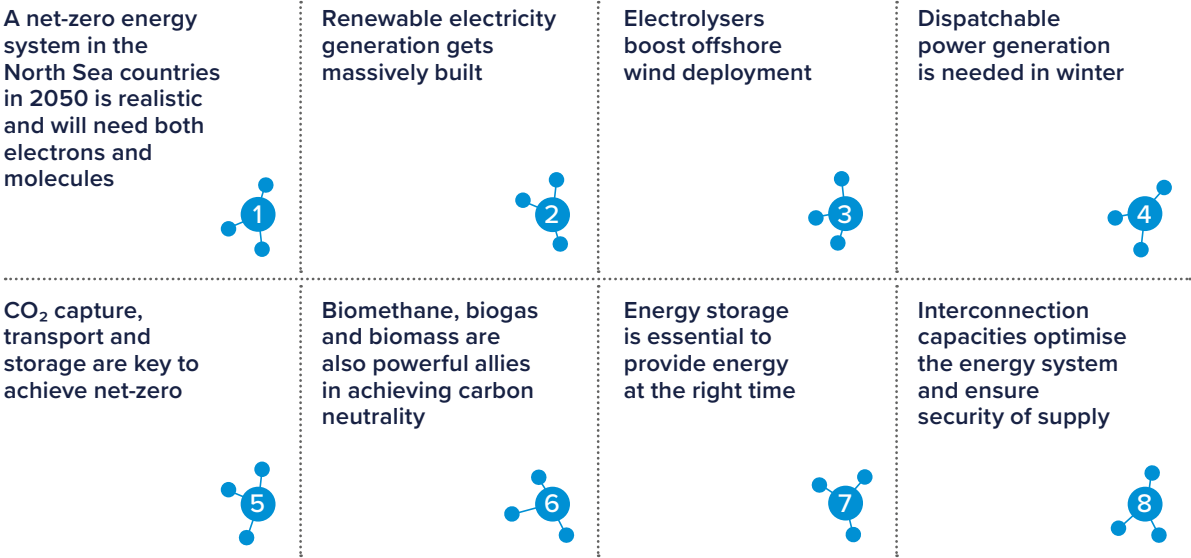 A net-zero energy
system in the
North Sea countries
in 2050 is realistic
and will need both
electrons and
molecules
1
Renewable electricity
generation gets
massively built
2
Electrolysers
boost offshore
wind deployment
3
Dispatchable
power generation
is needed in winter
4
CO₂ capture,
transport and
storage are key to
achieve net-zero
5
Biomethane, biogas
and biomass are
also powerful allies
in achieving carbon
neutrality
6
Energy storage
is essential to
provide energy
at the right time
7
Interconnection
capacities optimise
the energy system
and ensure
security of supply
8